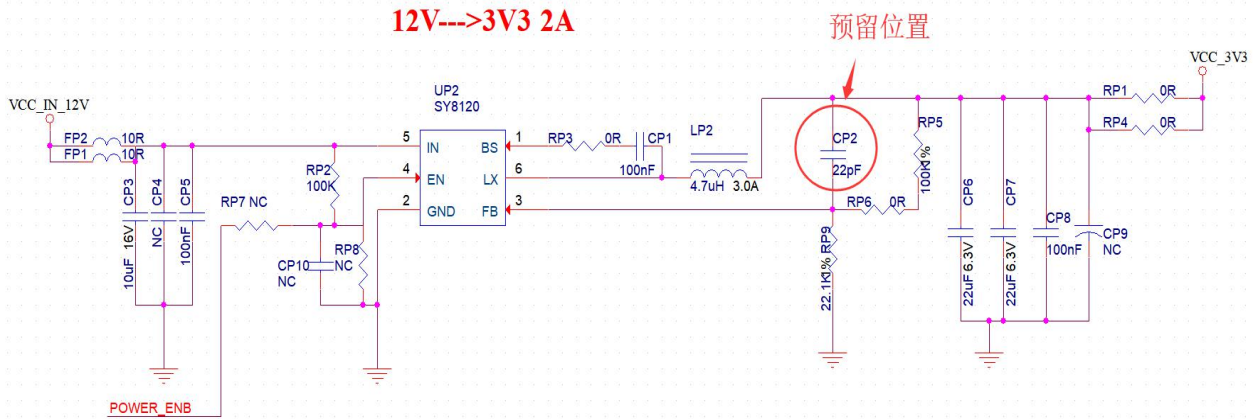 12V--->3V3 2A
预留位置
VCC_3V3
VCC_IN_12V
UP2
SY8120
FP2 10R
FP1 10R
CP3
10uF 16V
CP4
NC
CP5
100nF
RP2
100K
RP7 NC
CP10
NC
RP8
NC
5 IN
4 EN
2 GND
BS 1
LX 6
FB 3
RP3 0R
CP1
100nF
LP2
4.7uH 3.0A
CP2
22pF
RP5
100K1%
RP6 0R
RP9
22.1K1%
CP6
22uF 6.3V
CP7
22uF 6.3V
CP8
100nF
CP9
NC
RP1 0R
RP4 0R
POWER_ENB